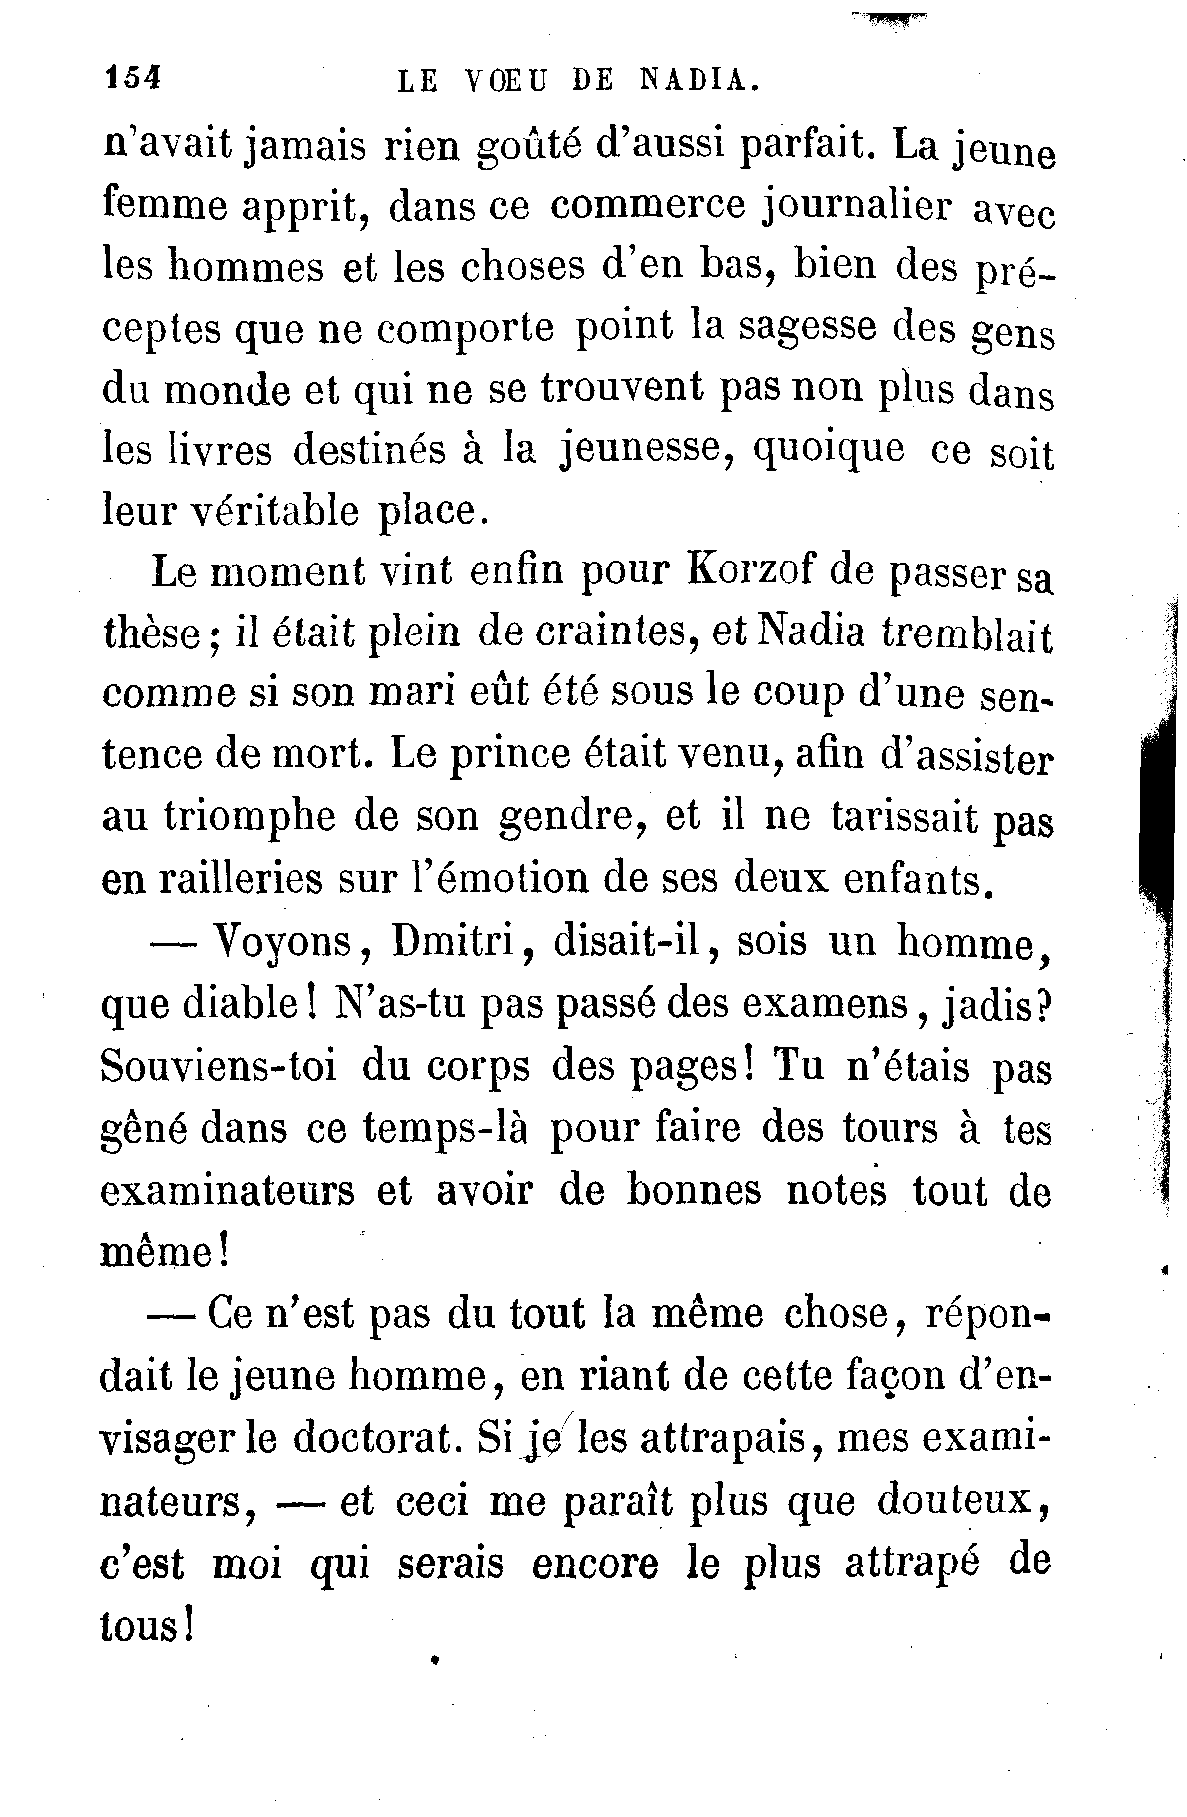 154 LE VŒU DE NADIA.
n'avait jamais rien goûté d'aussi parfait. La jeune
femme apprit, dans ce commerce journalier avec
les hommes et les choses d'en bas, bien des pré-
ceptes que ne comporte point la sagesse des gens
du monde et qui ne se trouvent pas non plus dans
les livres destinés à la jeunesse, quoique ce soit
leur véritable place.
Le moment vint enfin pour Korzof de passer sa
thèse ; il était plein de craintes, et Nadia tremblait
comme si son mari eût été sous le coup d'une sen-
tence de mort. Le prince était venu, afin d'assister
au triomphe de son gendre, et il ne tarissait pas
en railleries sur l'émotion de ses deux enfants.
— Voyons, Dmitri, disait-il, sois un homme,
que diable ! N'as-tu pas passé des examens, jadis?
Souviens-toi du corps des pages! Tu n'étais pas
gêné dans ce temps-là pour faire des tours à tes
examinateurs et avoir de bonnes notes tout de
même!
— Ce n'est pas du tout la même chose, répon-
dait le jeune homme, en riant de cette façon d'en-
visager le doctorat. Si je les attrapais, mes exami-
nateurs, — et ceci me paraît plus que douteux,
c'est moi qui serais encore le plus attrapé de
tous!